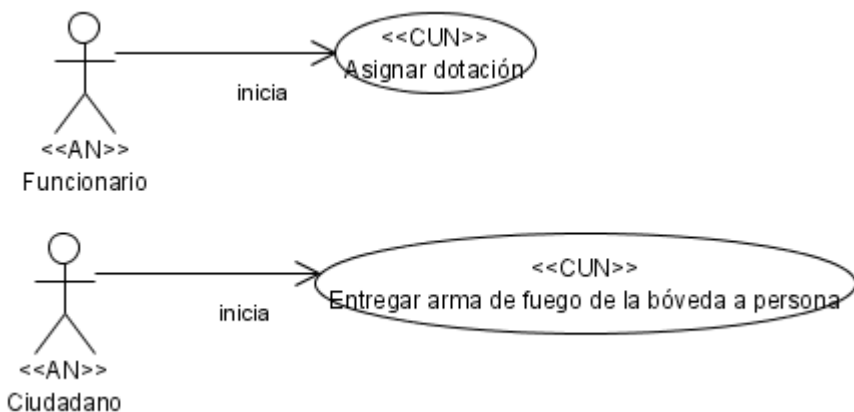 <<CUN>>
Asignar dotación
inicia
<<AN>>
Funcionario
<<CUN>>
Entregar arma de fuego de la bóveda a persona
inicia
<<AN>>
Ciudadano